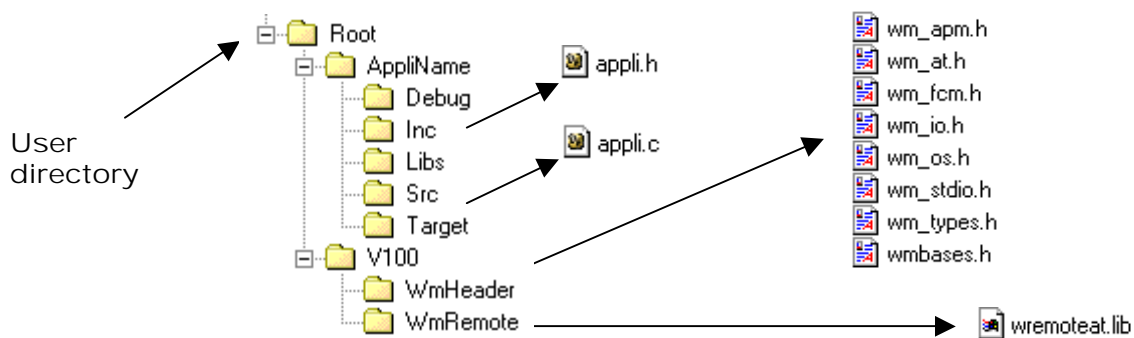 Root
AppliName
Debug
Inc
Libs
Src
Target
V100
WmHeader
WmRemote
User
directory
appli.h
appli.c
wm_apm.h
wm_at.h
wm_fcm.h
wm_io.h
wm_os.h
wm_stdio.h
wm_types.h
wmbases.h
wremoteat.lib